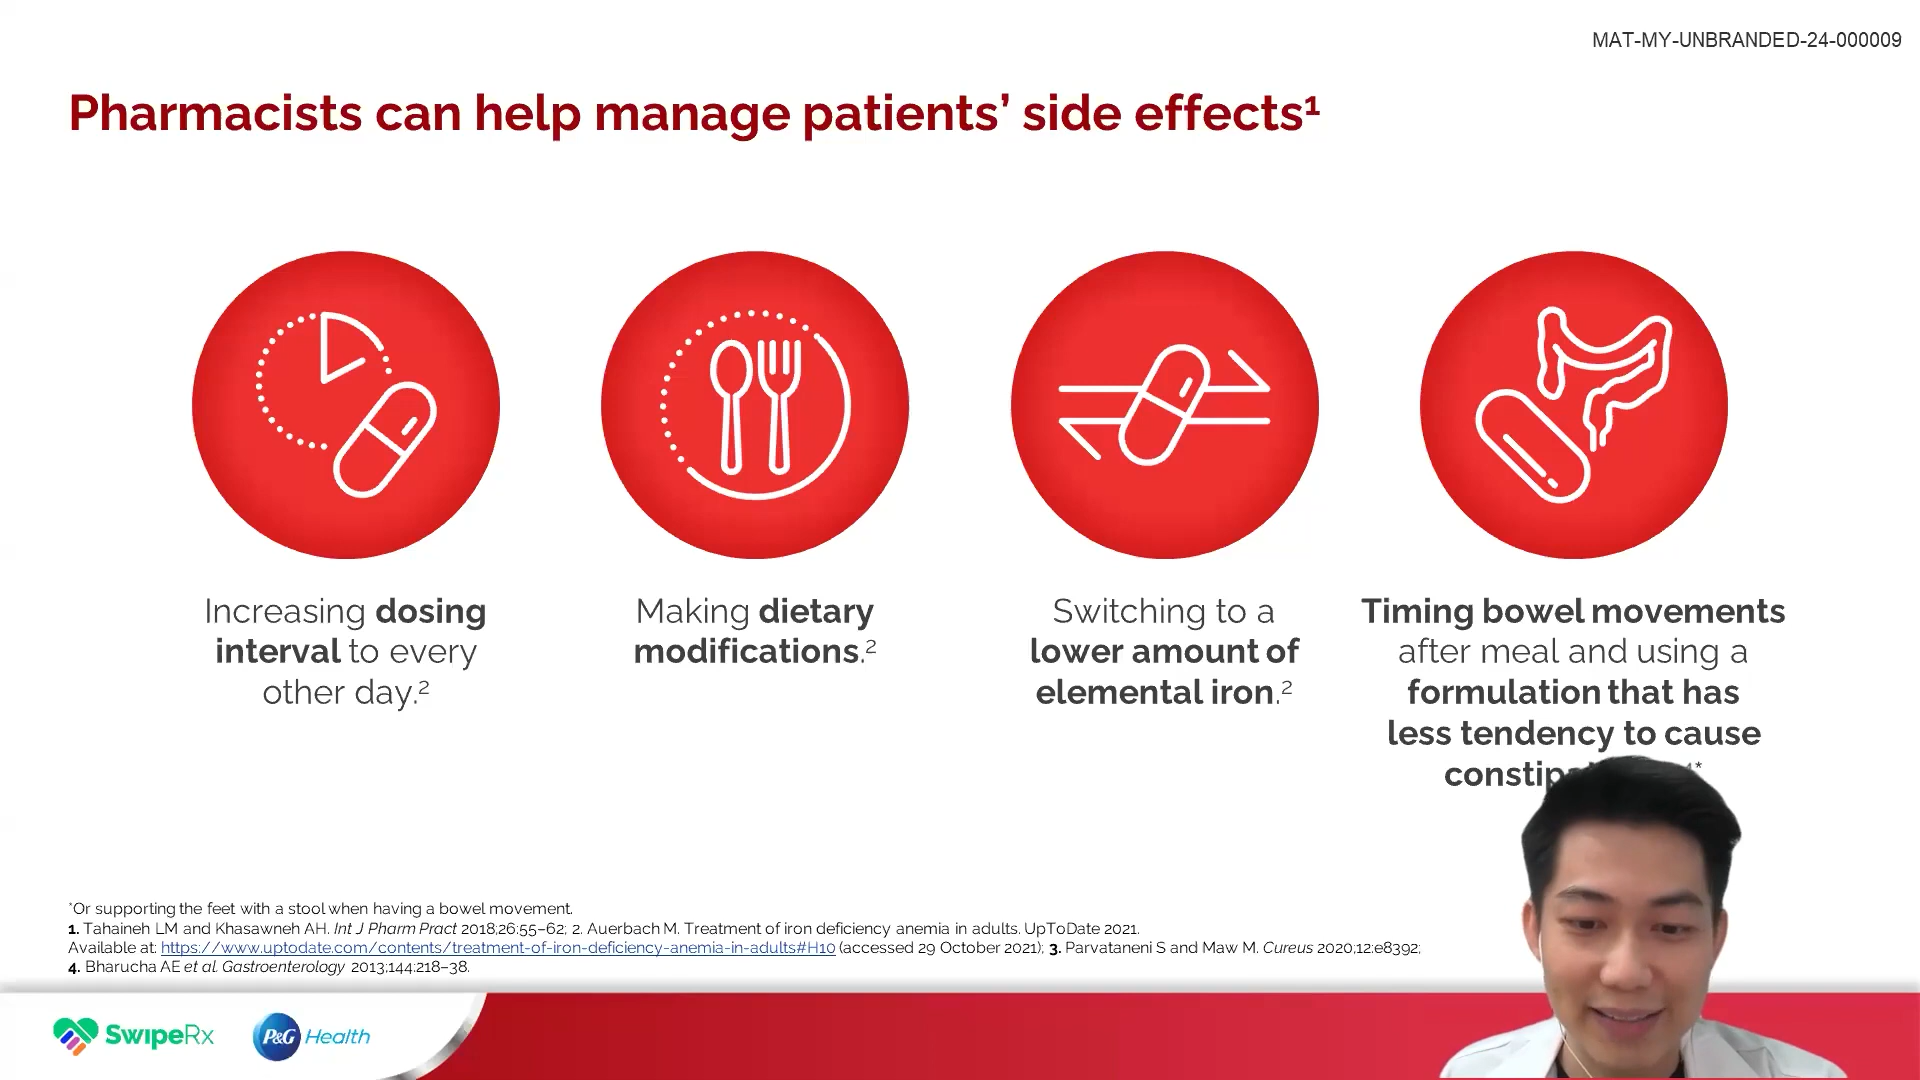 MAT-MY-UNBRANDED-24-000009
Pharmacists can help manage patients’ side effects¹
Increasing dosing
interval to every
other day.²
Making dietary
modifications.²
Switching to a
lower amount of
elemental iron.²
Timing bowel movements
after meal and using a
formulation that has
less tendency to cause
*Or supporting the feet with a stool when having a bowel movement.
1. Tahaineh LM and Khasawneh AH. Int J Pharm Pract 2018;26:55–62; 2. Auerbach M. Treatment of iron deficiency anemia in adults. UpToDate 2021.
Available at: https://www.uptodate.com/contents/treatment-of-iron-deficiency-anemia-in-adults#H10 (accessed 29 October 2021); 3. Parvataneni S and Maw M. Cureus 2020;12:e8392;
4. Bharucha AE et al. Gastroenterology 2013;144:218–38.
SwipeRx
P&G Health